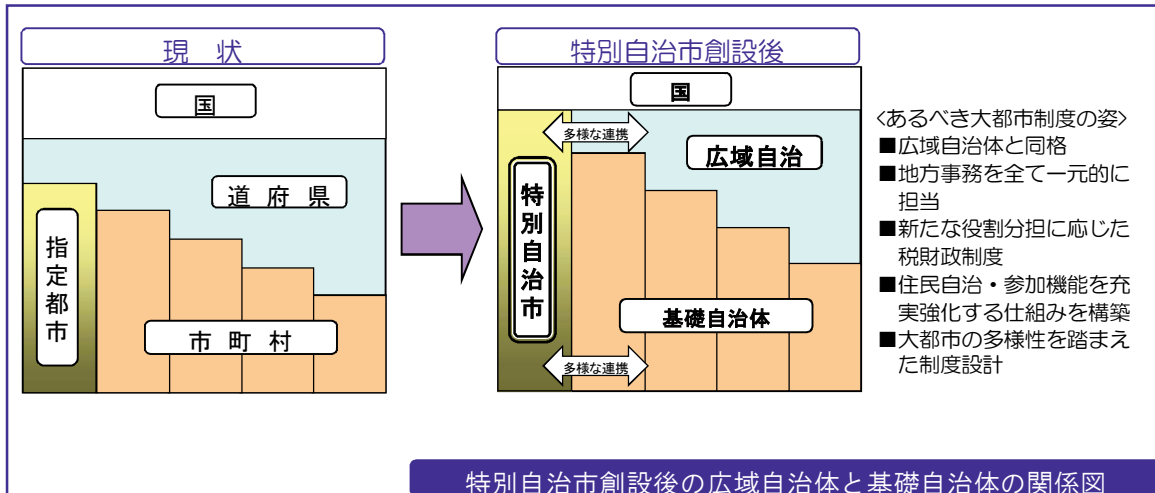 現 状
国
道 府 県
指定都市
市 町 村
特別自治市創設後
国
多様な連携
広域自治
特別自治市
基礎自治体
多様な連携
<あるべき大都市制度の姿>
■広域自治体と同格
■地方事務を全て一元的に
担当
■新たな役割分担に応じた
税財政制度
■住民自治・参加機能を充
実強化する仕組みを構築
■大都市の多様性を踏まえ
た制度設計
特別自治市創設後の広域自治体と基礎自治体の関係図